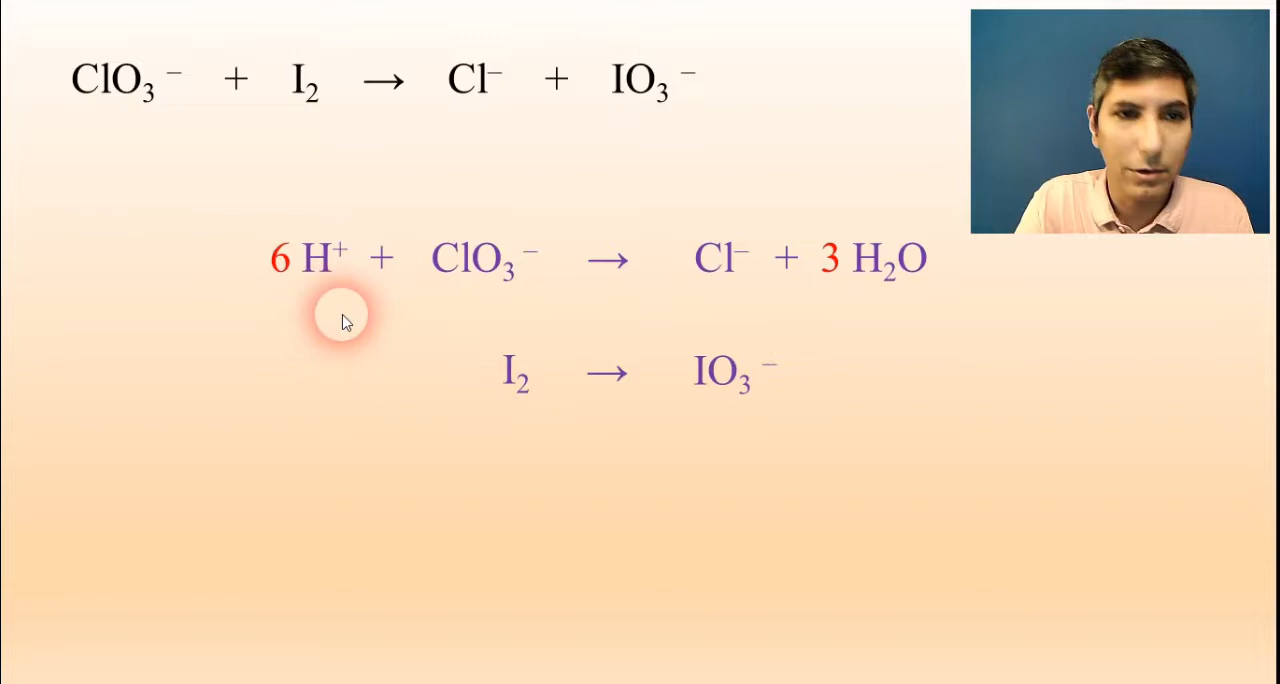 ClO₃⁻ + I₂ → Cl⁻ + IO₃⁻
6 H⁺ + ClO₃⁻ → Cl⁻ + 3 H₂O
I₂ → IO₃⁻